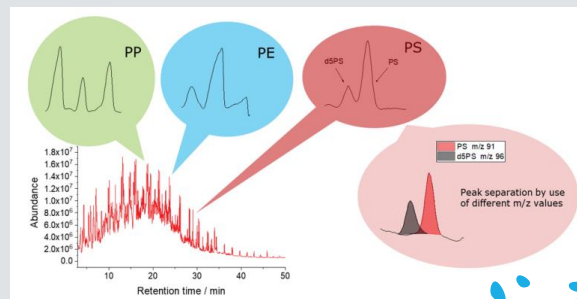 PP
PE
PS
d5PS
PS
PS m/z 91
d5PS m/z 96
Peak separation by use
of different m/z values
Abundance
1.8x10⁷
1.6x10⁷
1.4x10⁷
1.2x10⁷
1.0x10⁷
8.0x10⁶
6.0x10⁶
4.0x10⁶
2.0x10⁶
0.0
10
20
30
40
50
Retention time / min